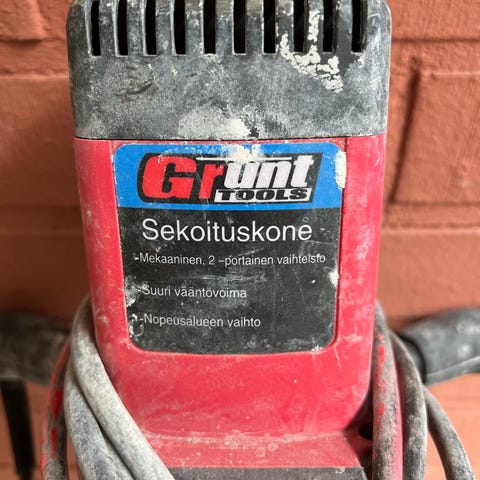 Grunt
TOOLS
Sekoituskone
-Mekaaninen, 2 -portainen vaihteisto
-Suuri vääntövoima
-Nopeusalueen vaihto